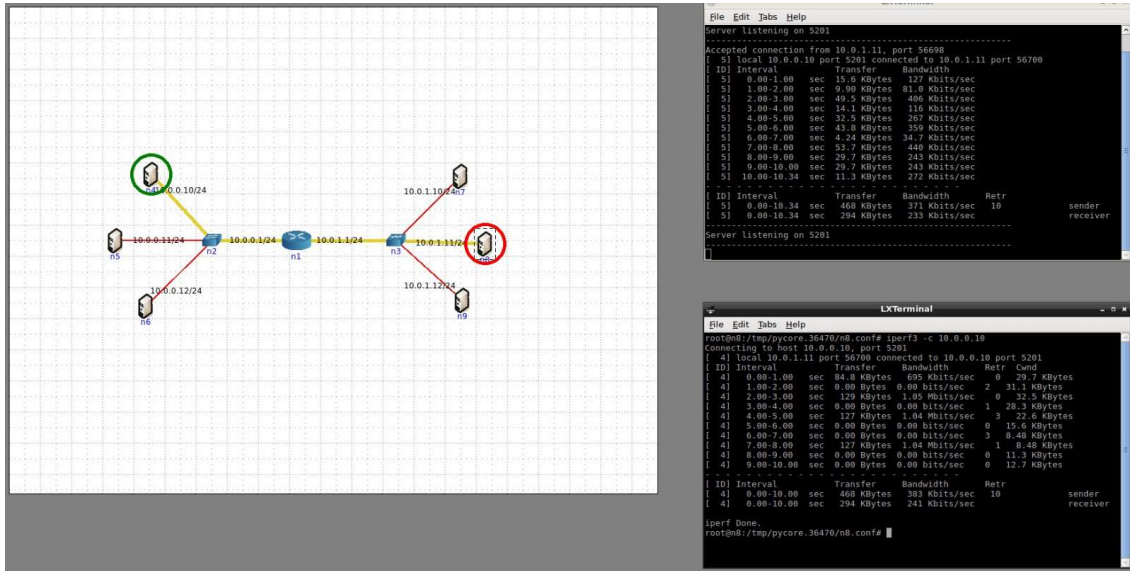 10.0.0.10/24
10.0.0.11/24
n5
10.0.0.12/24
n6
n2
10.0.0.1/24
n1
10.0.1.1/24
n3
10.0.1.10/24
n7
10.0.1.11/24
n8
10.0.1.12/24
n9
File Edit Tabs Help
Server listening on 5201
-----------------------------------------------------------
Accepted connection from 10.0.1.11, port 56698
[ 5] local 10.0.0.10 port 5201 connected to 10.0.1.11 port 56700
[ ID] Interval Transfer Bandwidth
[ 5] 0.00-1.00 sec 15.6 KBytes 127 Kbits/sec
[ 5] 1.00-2.00 sec 9.90 KBytes 81.0 Kbits/sec
[ 5] 2.00-3.00 sec 49.5 KBytes 406 Kbits/sec
[ 5] 3.00-4.00 sec 14.1 KBytes 116 Kbits/sec
[ 5] 4.00-5.00 sec 32.5 KBytes 267 Kbits/sec
[ 5] 5.00-6.00 sec 43.8 KBytes 359 Kbits/sec
[ 5] 6.00-7.00 sec 4.24 KBytes 34.7 Kbits/sec
[ 5] 7.00-8.00 sec 53.7 KBytes 440 Kbits/sec
[ 5] 8.00-9.00 sec 29.7 KBytes 243 Kbits/sec
[ 5] 9.00-10.00 sec 29.7 KBytes 243 Kbits/sec
[ 5] 10.00-10.34 sec 11.3 KBytes 272 Kbits/sec
- - - - - - - - - - - - - - - - - - - - - - - - -
[ ID] Interval Transfer Bandwidth Retr
[ 5] 0.00-10.34 sec 468 KBytes 371 Kbits/sec 10 sender
[ 5] 0.00-10.34 sec 294 KBytes 233 Kbits/sec receiver
-----------------------------------------------------------
Server listening on 5201
-----------------------------------------------------------
LXTerminal
File Edit Tabs Help
root@n8:/tmp/pycore.36470/n8.conf# iperf3 -c 10.0.0.10
Connecting to host 10.0.0.10, port 5201
[ 4] local 10.0.1.11 port 56700 connected to 10.0.0.10 port 5201
[ ID] Interval Transfer Bandwidth Retr Cwnd
[ 4] 0.00-1.00 sec 84.8 KBytes 695 Kbits/sec 0 29.7 KBytes
[ 4] 1.00-2.00 sec 0.00 Bytes 0.00 bits/sec 2 31.1 KBytes
[ 4] 2.00-3.00 sec 129 KBytes 1.05 Mbits/sec 0 32.5 KBytes
[ 4] 3.00-4.00 sec 0.00 Bytes 0.00 bits/sec 1 28.3 KBytes
[ 4] 4.00-5.00 sec 127 KBytes 1.04 Mbits/sec 3 22.6 KBytes
[ 4] 5.00-6.00 sec 0.00 Bytes 0.00 bits/sec 0 15.6 KBytes
[ 4] 6.00-7.00 sec 0.00 Bytes 0.00 bits/sec 3 8.48 KBytes
[ 4] 7.00-8.00 sec 127 KBytes 1.04 Mbits/sec 1 8.48 KBytes
[ 4] 8.00-9.00 sec 0.00 Bytes 0.00 bits/sec 0 11.3 KBytes
[ 4] 9.00-10.00 sec 0.00 Bytes 0.00 bits/sec 0 12.7 KBytes
- - - - - - - - - - - - - - - - - - - - - - - - -
[ ID] Interval Transfer Bandwidth Retr
[ 4] 0.00-10.00 sec 468 KBytes 383 Kbits/sec 10 sender
[ 4] 0.00-10.00 sec 294 KBytes 241 Kbits/sec receiver
iperf Done.
root@n8:/tmp/pycore.36470/n8.conf#